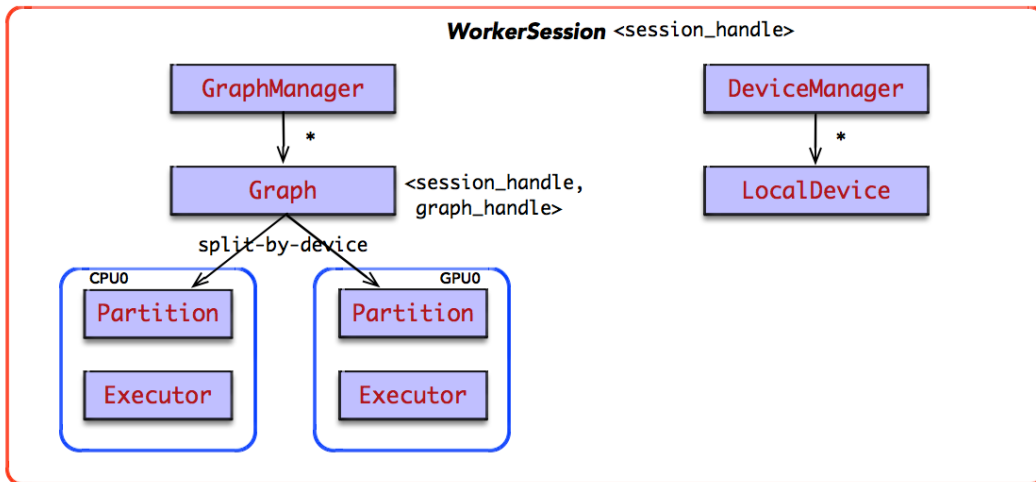 WorkerSession <session_handle>
GraphManager
DeviceManager
*
*
Graph
<session_handle,
graph_handle>
LocalDevice
split-by-device
CPU0
GPU0
Partition
Partition
Executor
Executor